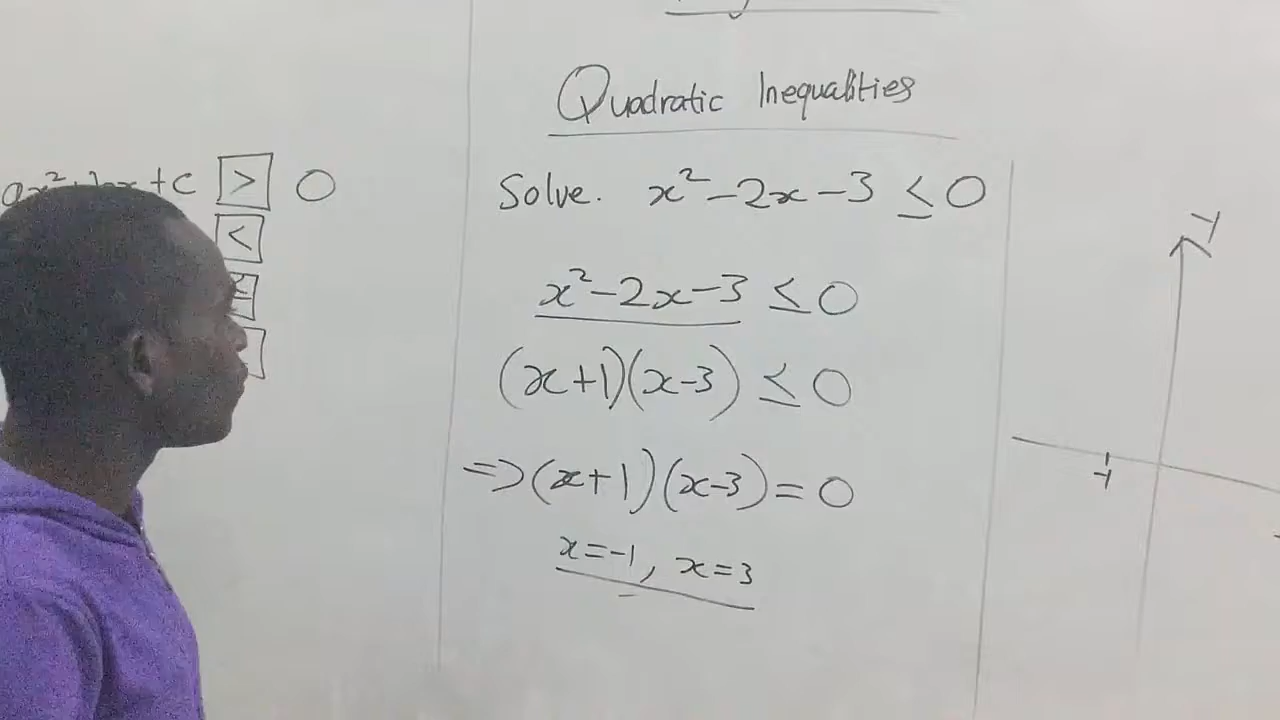 Quadratic Inequalities
ax² + c > 0
<
Solve. x² - 2x - 3 ≤ 0
x² - 2x - 3 ≤ 0
(x+1)(x-3) ≤ 0
=> (x+1)(x-3) = 0
x = -1, x = 3
Y
-1